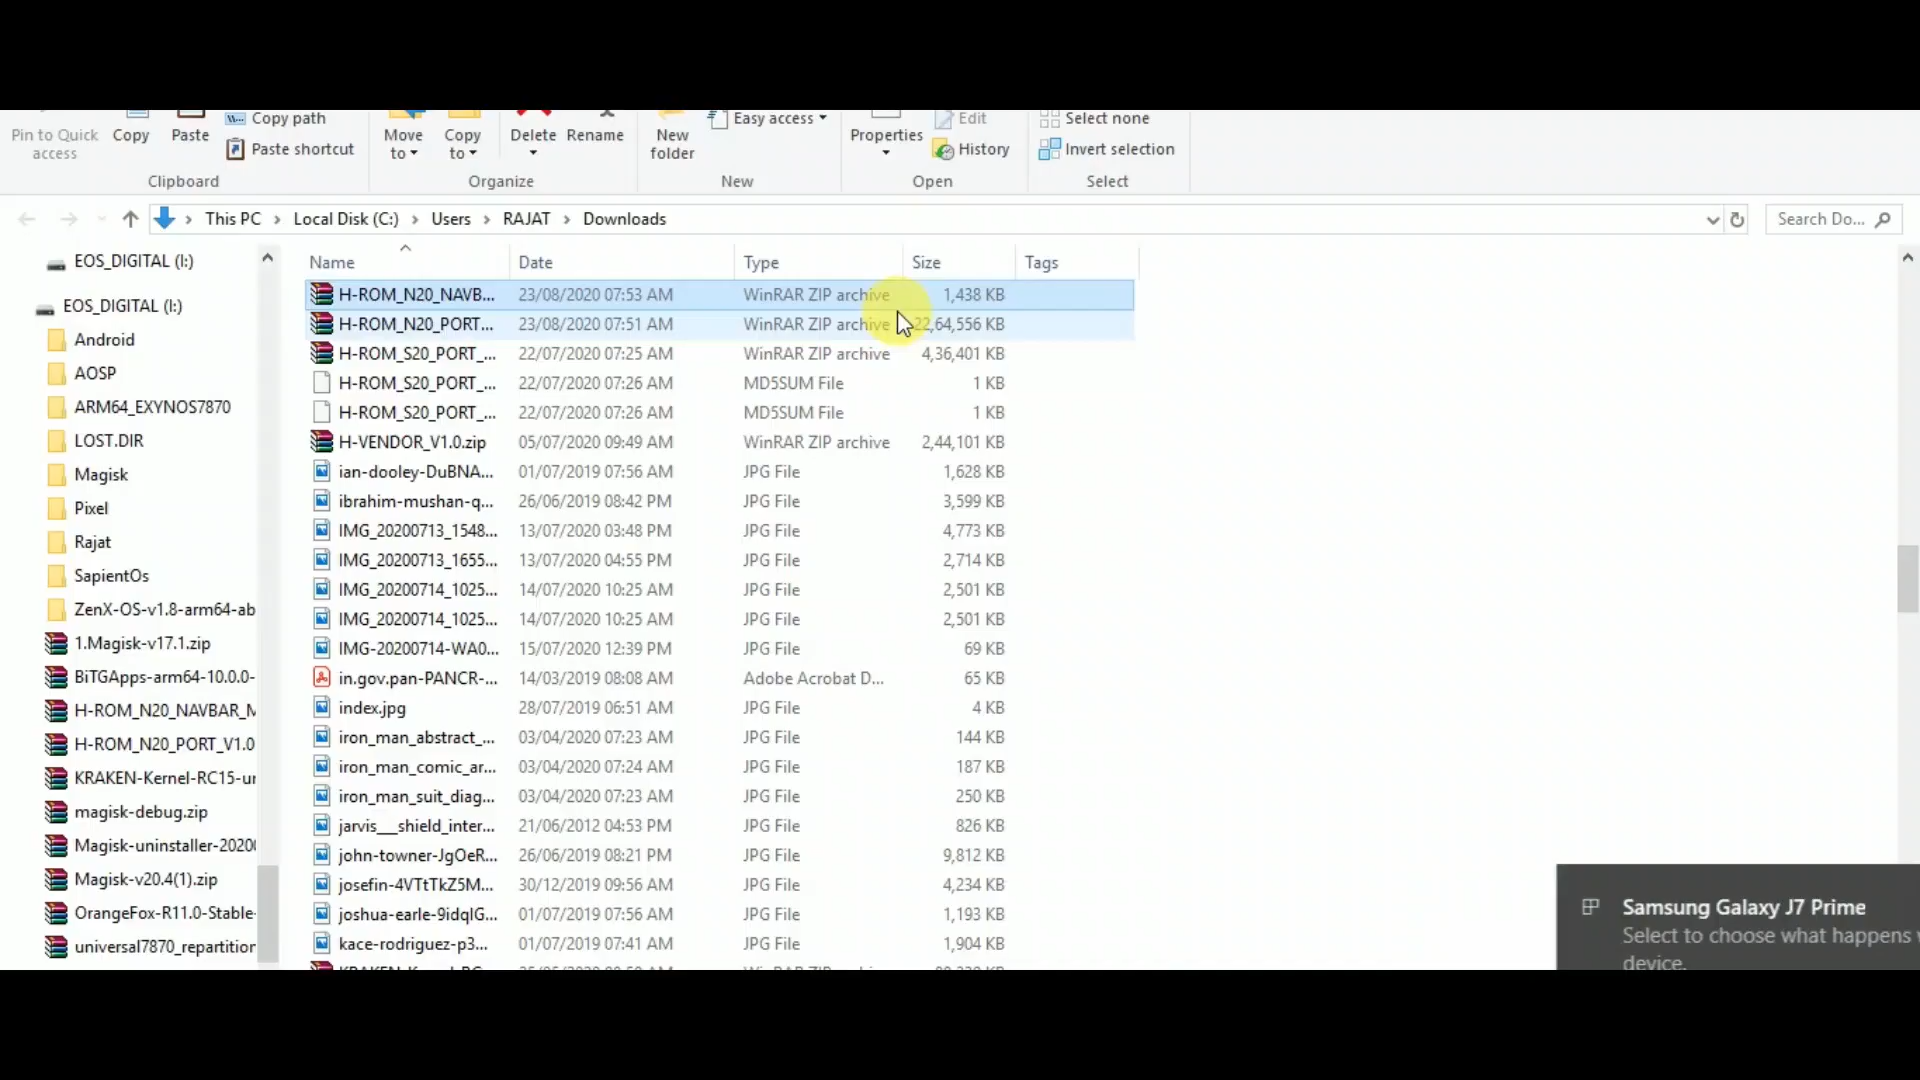 Copy path
Easy access
Edit
Select none
Pin to Quick access
Copy
Paste
Paste shortcut
Move to
Copy to
Delete
Rename
New folder
Properties
History
Invert selection
Clipboard
Organize
New
Open
Select
This PC > Local Disk (C:) > Users > RAJAT > Downloads
Search Do...
EOS_DIGITAL (I:)
EOS_DIGITAL (I:)
Android
AOSP
ARM64_EXYNOS7870
LOST.DIR
Magisk
Pixel
Rajat
SapientOs
ZenX-OS-v1.8-arm64-ab
1.Magisk-v17.1.zip
BiTGApps-arm64-10.0.0-
H-ROM_N20_NAVBAR_M
H-ROM_N20_PORT_V1.0
KRAKEN-Kernel-RC15-ur
magisk-debug.zip
Magisk-uninstaller-2020
Magisk-v20.4(1).zip
OrangeFox-R11.0-Stable-
universal7870_repartition
Name Date Type Size Tags
H-ROM_N20_NAVB... 23/08/2020 07:53 AM WinRAR ZIP archive 1,438 KB
H-ROM_N20_PORT... 23/08/2020 07:51 AM WinRAR ZIP archive 22,64,556 KB
H-ROM_S20_PORT_... 22/07/2020 07:25 AM WinRAR ZIP archive 4,36,401 KB
H-ROM_S20_PORT_... 22/07/2020 07:26 AM MD5SUM File 1 KB
H-ROM_S20_PORT_... 22/07/2020 07:26 AM MD5SUM File 1 KB
H-VENDOR_V1.0.zip 05/07/2020 09:49 AM WinRAR ZIP archive 2,44,101 KB
ian-dooley-DuBNA... 01/07/2019 07:56 AM JPG File 1,628 KB
ibrahim-mushan-q... 26/06/2019 08:42 PM JPG File 3,599 KB
IMG_20200713_1548... 13/07/2020 03:48 PM JPG File 4,773 KB
IMG_20200713_1655... 13/07/2020 04:55 PM JPG File 2,714 KB
IMG_20200714_1025... 14/07/2020 10:25 AM JPG File 2,501 KB
IMG_20200714_1025... 14/07/2020 10:25 AM JPG File 2,501 KB
IMG-20200714-WA0... 15/07/2020 12:39 PM JPG File 69 KB
in.gov.pan-PANCR-... 14/03/2019 08:08 AM Adobe Acrobat D... 65 KB
index.jpg 28/07/2019 06:51 AM JPG File 4 KB
iron_man_abstract_... 03/04/2020 07:23 AM JPG File 144 KB
iron_man_comic_ar... 03/04/2020 07:24 AM JPG File 187 KB
iron_man_suit_diag... 03/04/2020 07:23 AM JPG File 250 KB
jarvis__shield_inter... 21/06/2012 04:53 PM JPG File 826 KB
john-towner-JgOeR... 26/06/2019 08:21 PM JPG File 9,812 KB
josefin-4VTtTkZ5M... 30/12/2019 09:56 AM JPG File 4,234 KB
joshua-earle-9idqIG... 01/07/2019 07:56 AM JPG File 1,193 KB
kace-rodriguez-p3... 01/07/2019 07:41 AM JPG File 1,904 KB
Samsung Galaxy J7 Prime
Select to choose what happens
device.